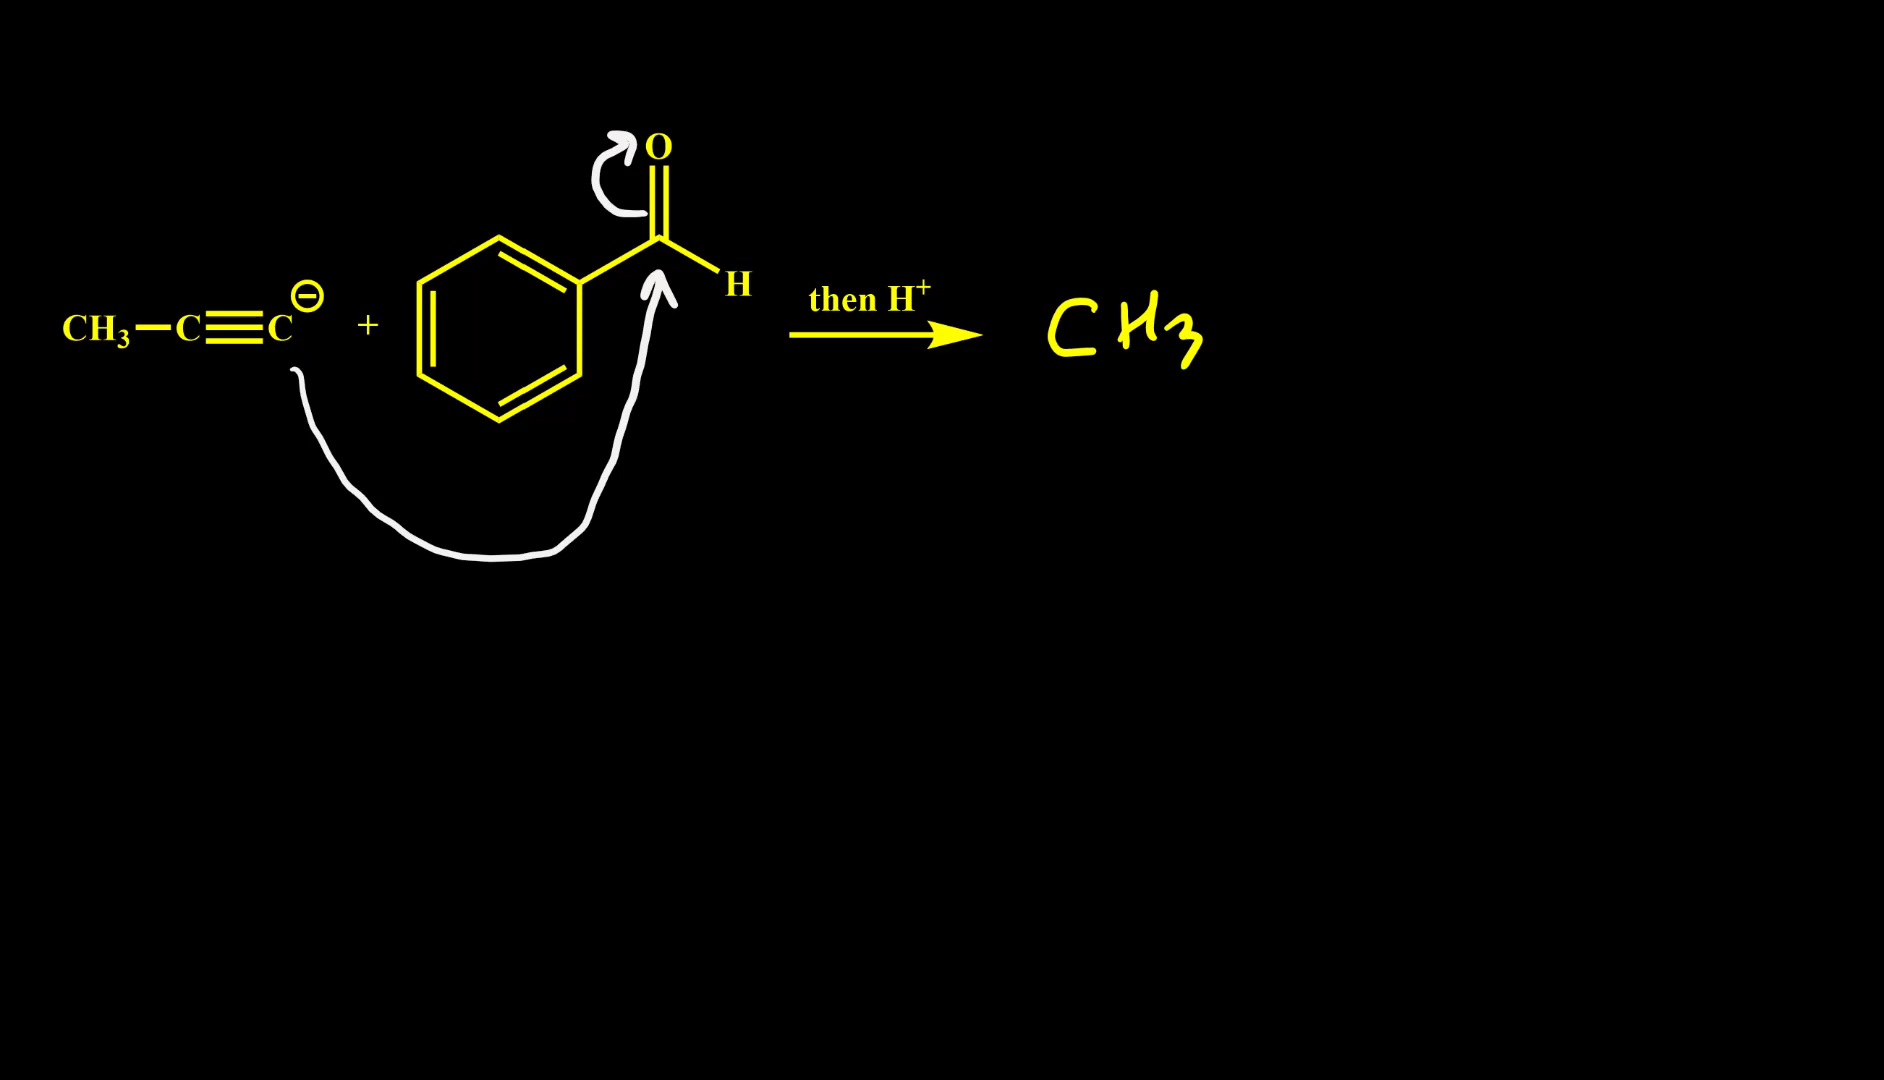 O
H
CH₃—C≡C⊖ + then H⁺ CH₃